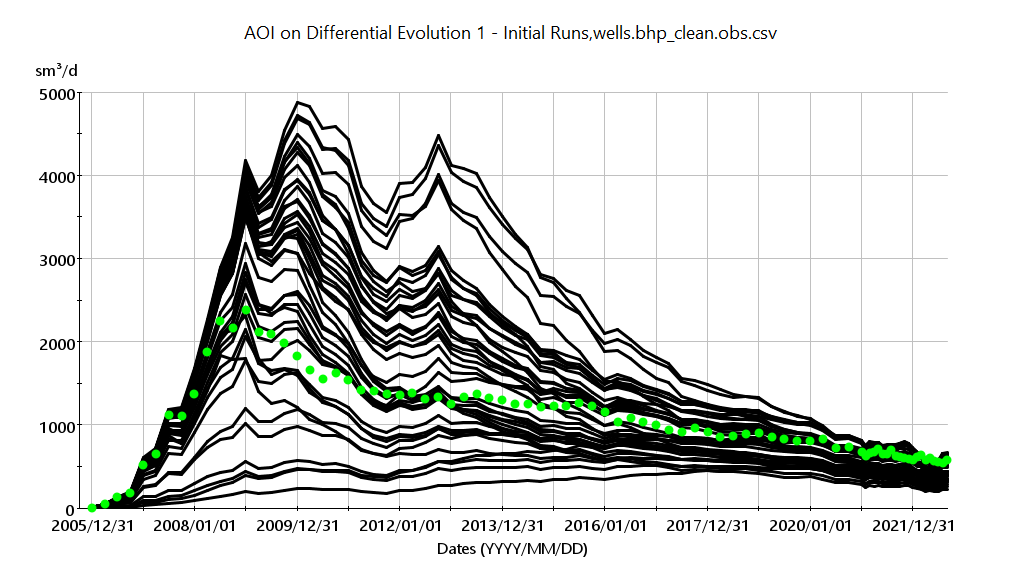 AOI on Differential Evolution 1 - Initial Runs,wells.bhp_clean.obs.csv
sm³/d
5000
4000
3000
2000
1000
0
2005/12/31 2008/01/01 2009/12/31 2012/01/01 2013/12/31 2016/01/01 2017/12/31 2020/01/01 2021/12/31
Dates (YYYY/MM/DD)